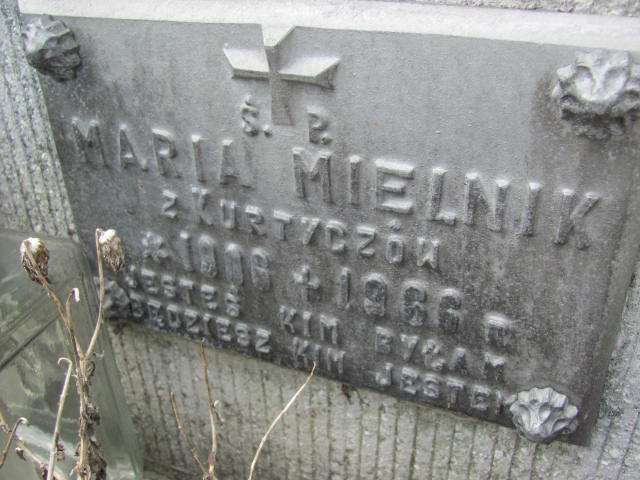 Ś. P.
MARIA MIELNIK
Z KURTYCZÓW
* 1906 + 1966 R
JESTEŚ KIM BYŁAM
BĘDZIESZ KIM JESTEM